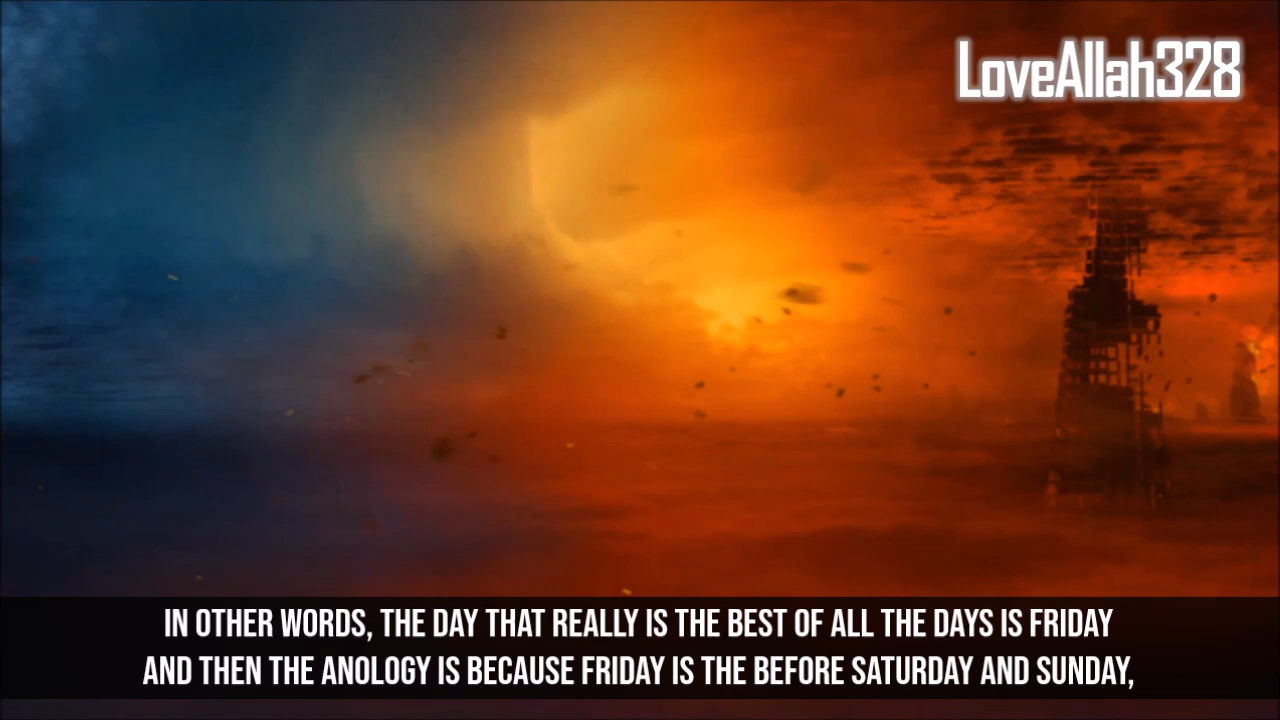 LoveAllah328
IN OTHER WORDS, THE DAY THAT REALLY IS THE BEST OF ALL THE DAYS IS FRIDAY
AND THEN THE ANOLOGY IS BECAUSE FRIDAY IS THE BEFORE SATURDAY AND SUNDAY,